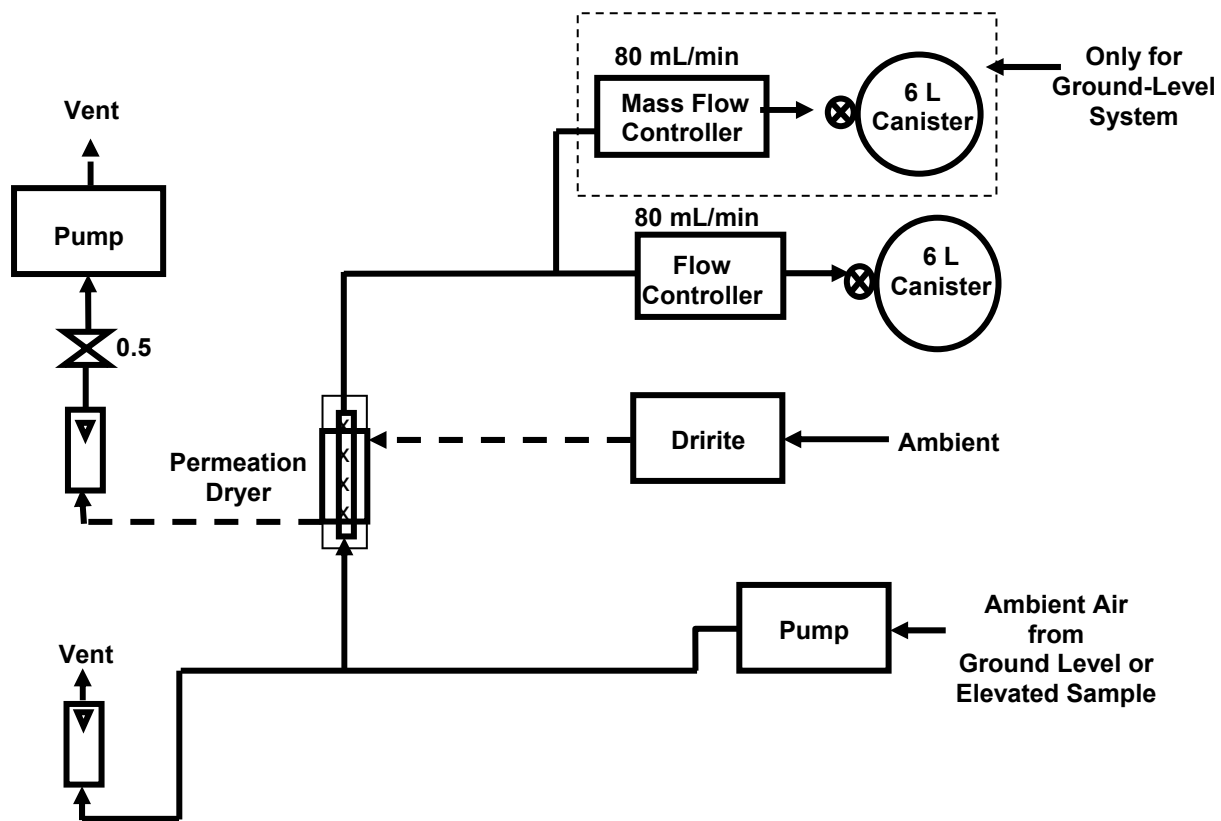 80 mL/min
Mass Flow
Controller
6 L
Canister
Only for
Ground-Level
System
Vent
Pump
0.5
80 mL/min
Flow
Controller
6 L
Canister
Permeation
Dryer
x
x
x
x
Dririte
Ambient
Pump
Ambient Air
from
Ground Level or
Elevated Sample
Vent